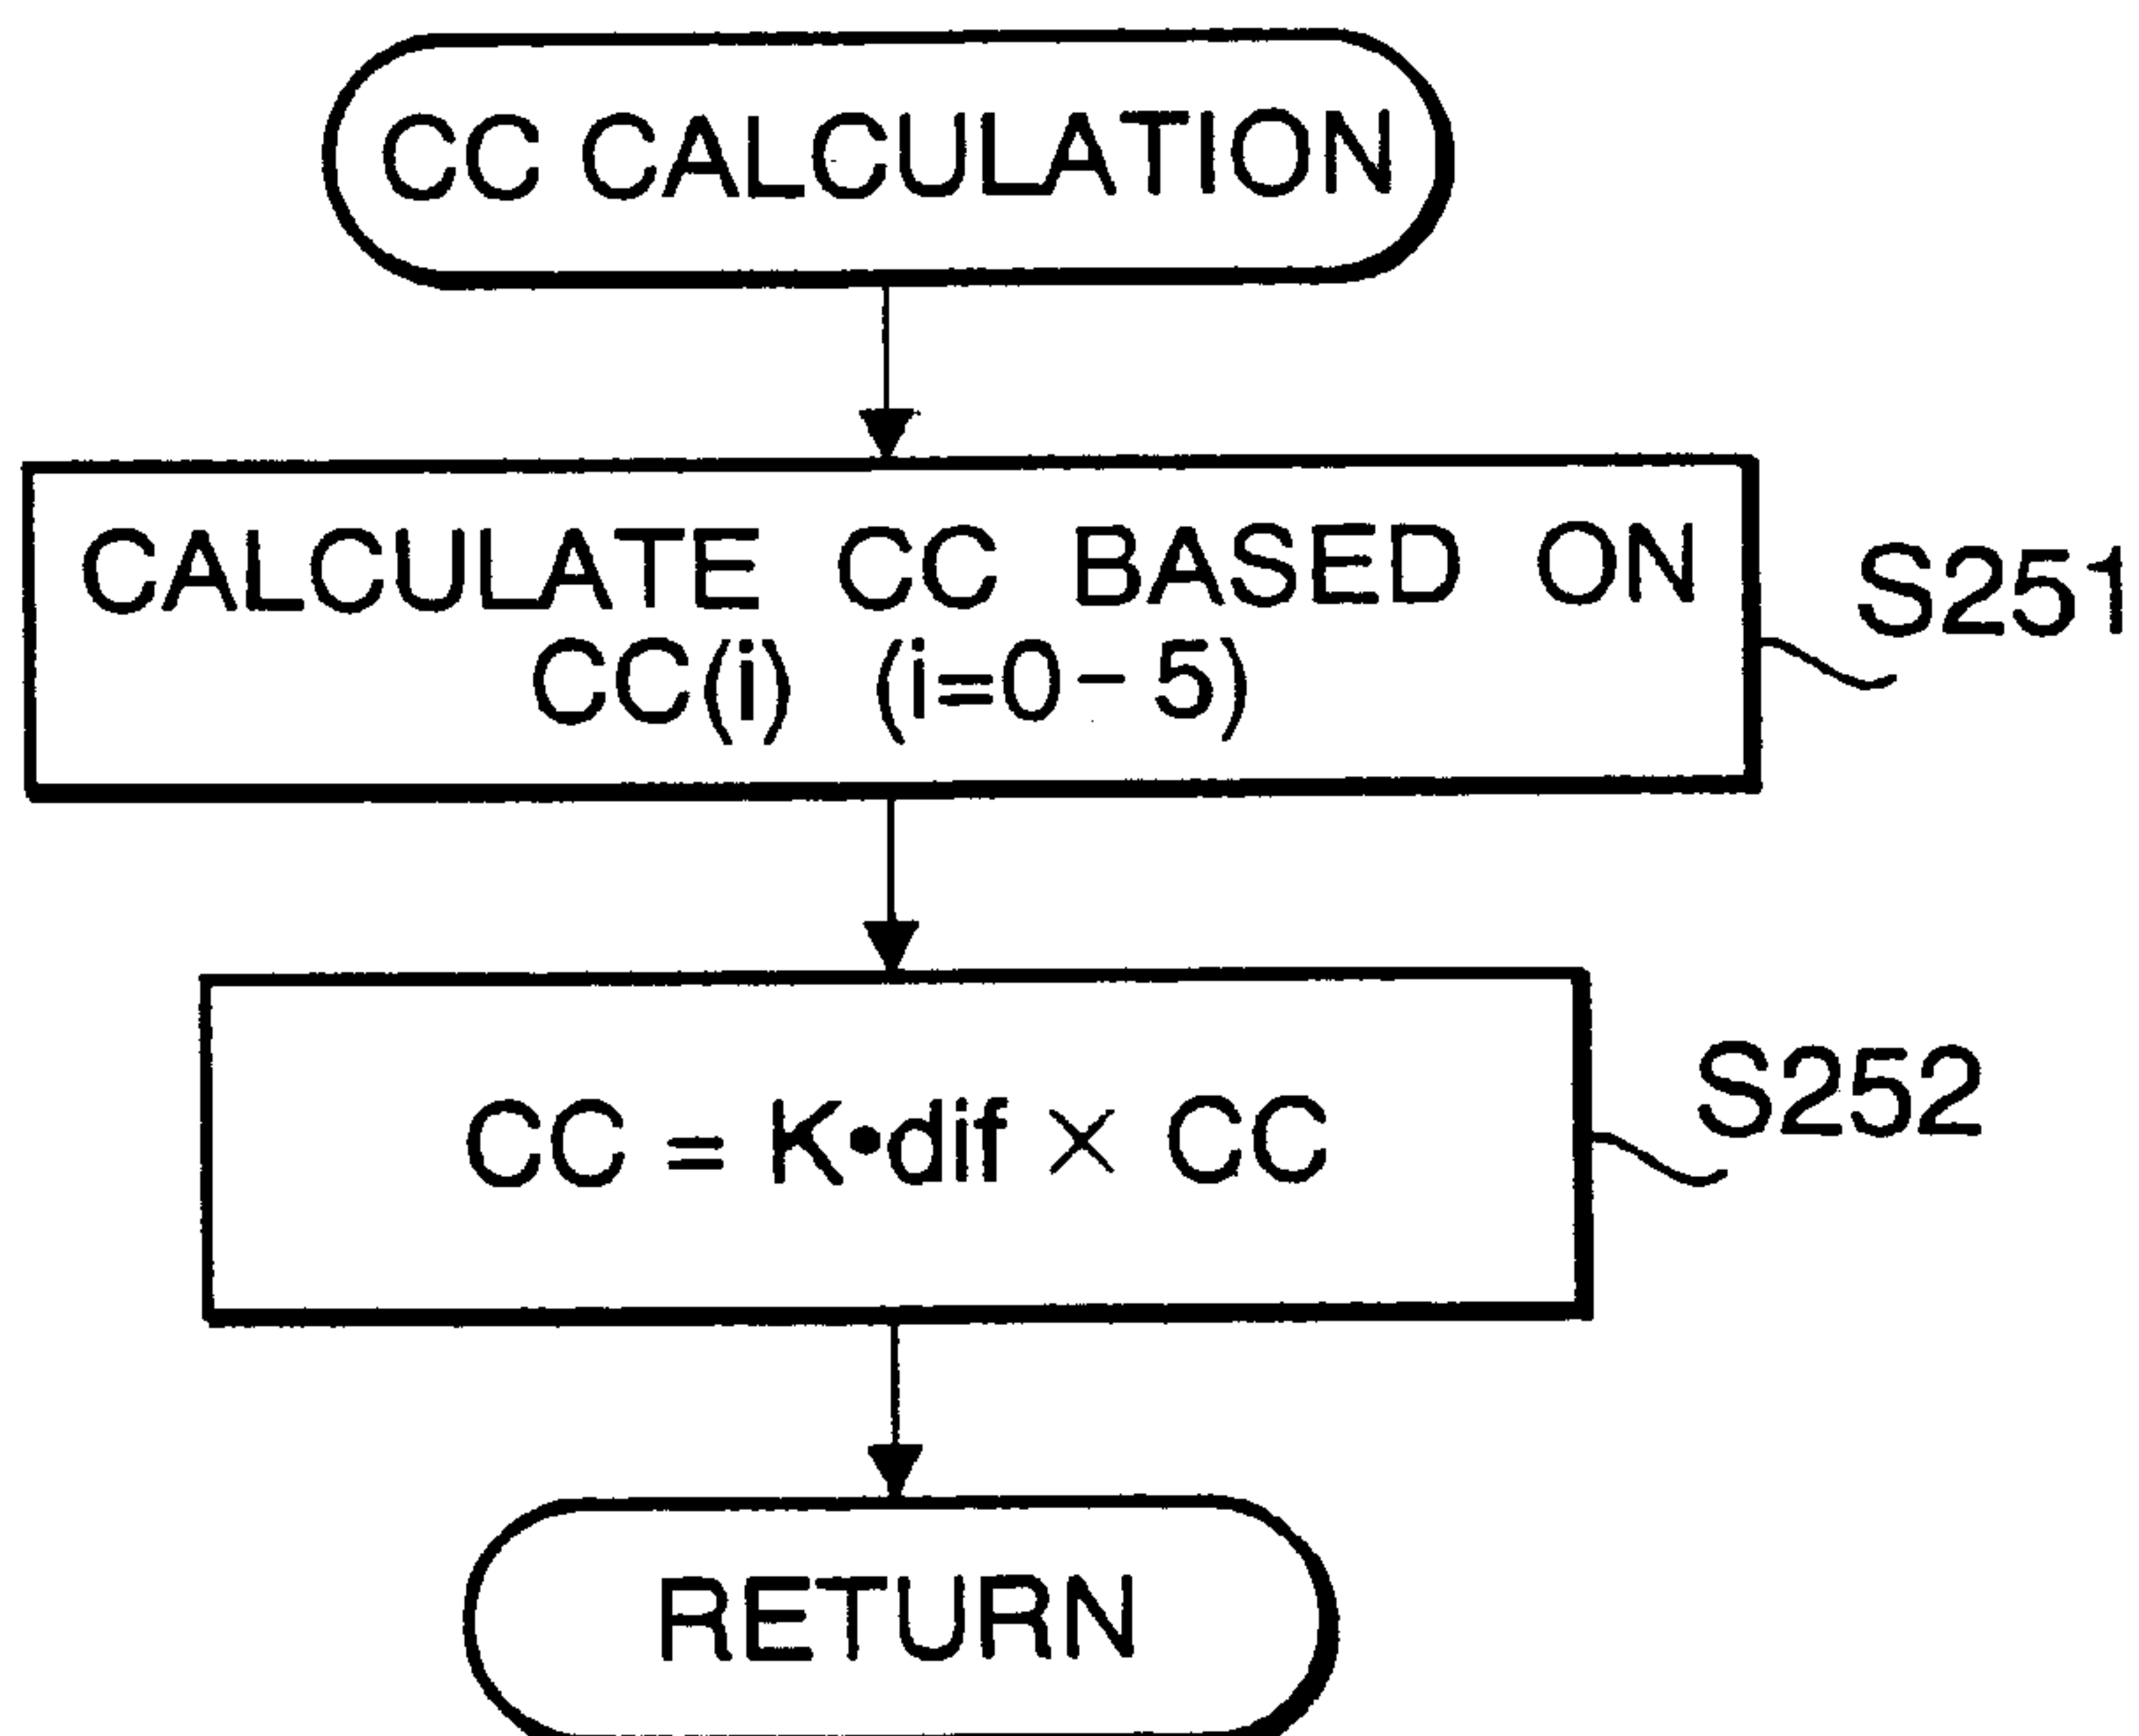 CC CALCULATION
CALCULATE CC BASED ON
CC(i) (i=0-5)
S251
CC = K•dif × CC
S252
RETURN